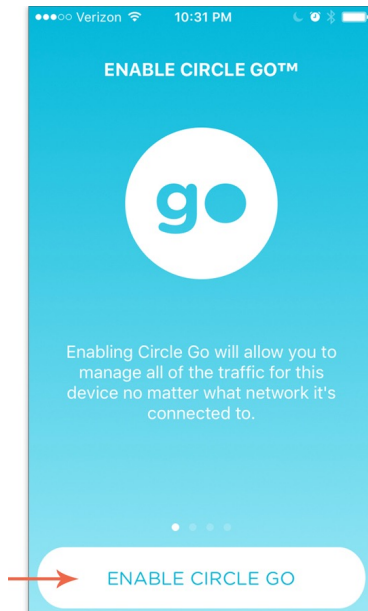 Verizon 10:31 PM
ENABLE CIRCLE GO™
go
Enabling Circle Go will allow you to
manage all of the traffic for this
device no matter what network it's
connected to.
ENABLE CIRCLE GO